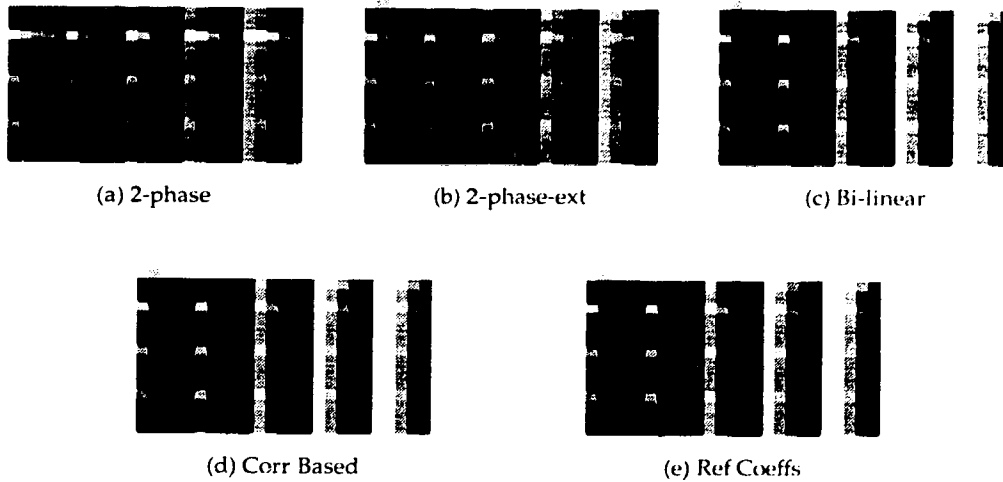 (a) 2-phase
(b) 2-phase-ext
(c) Bi-linear
(d) Corr Based
(e) Ref Coeffs